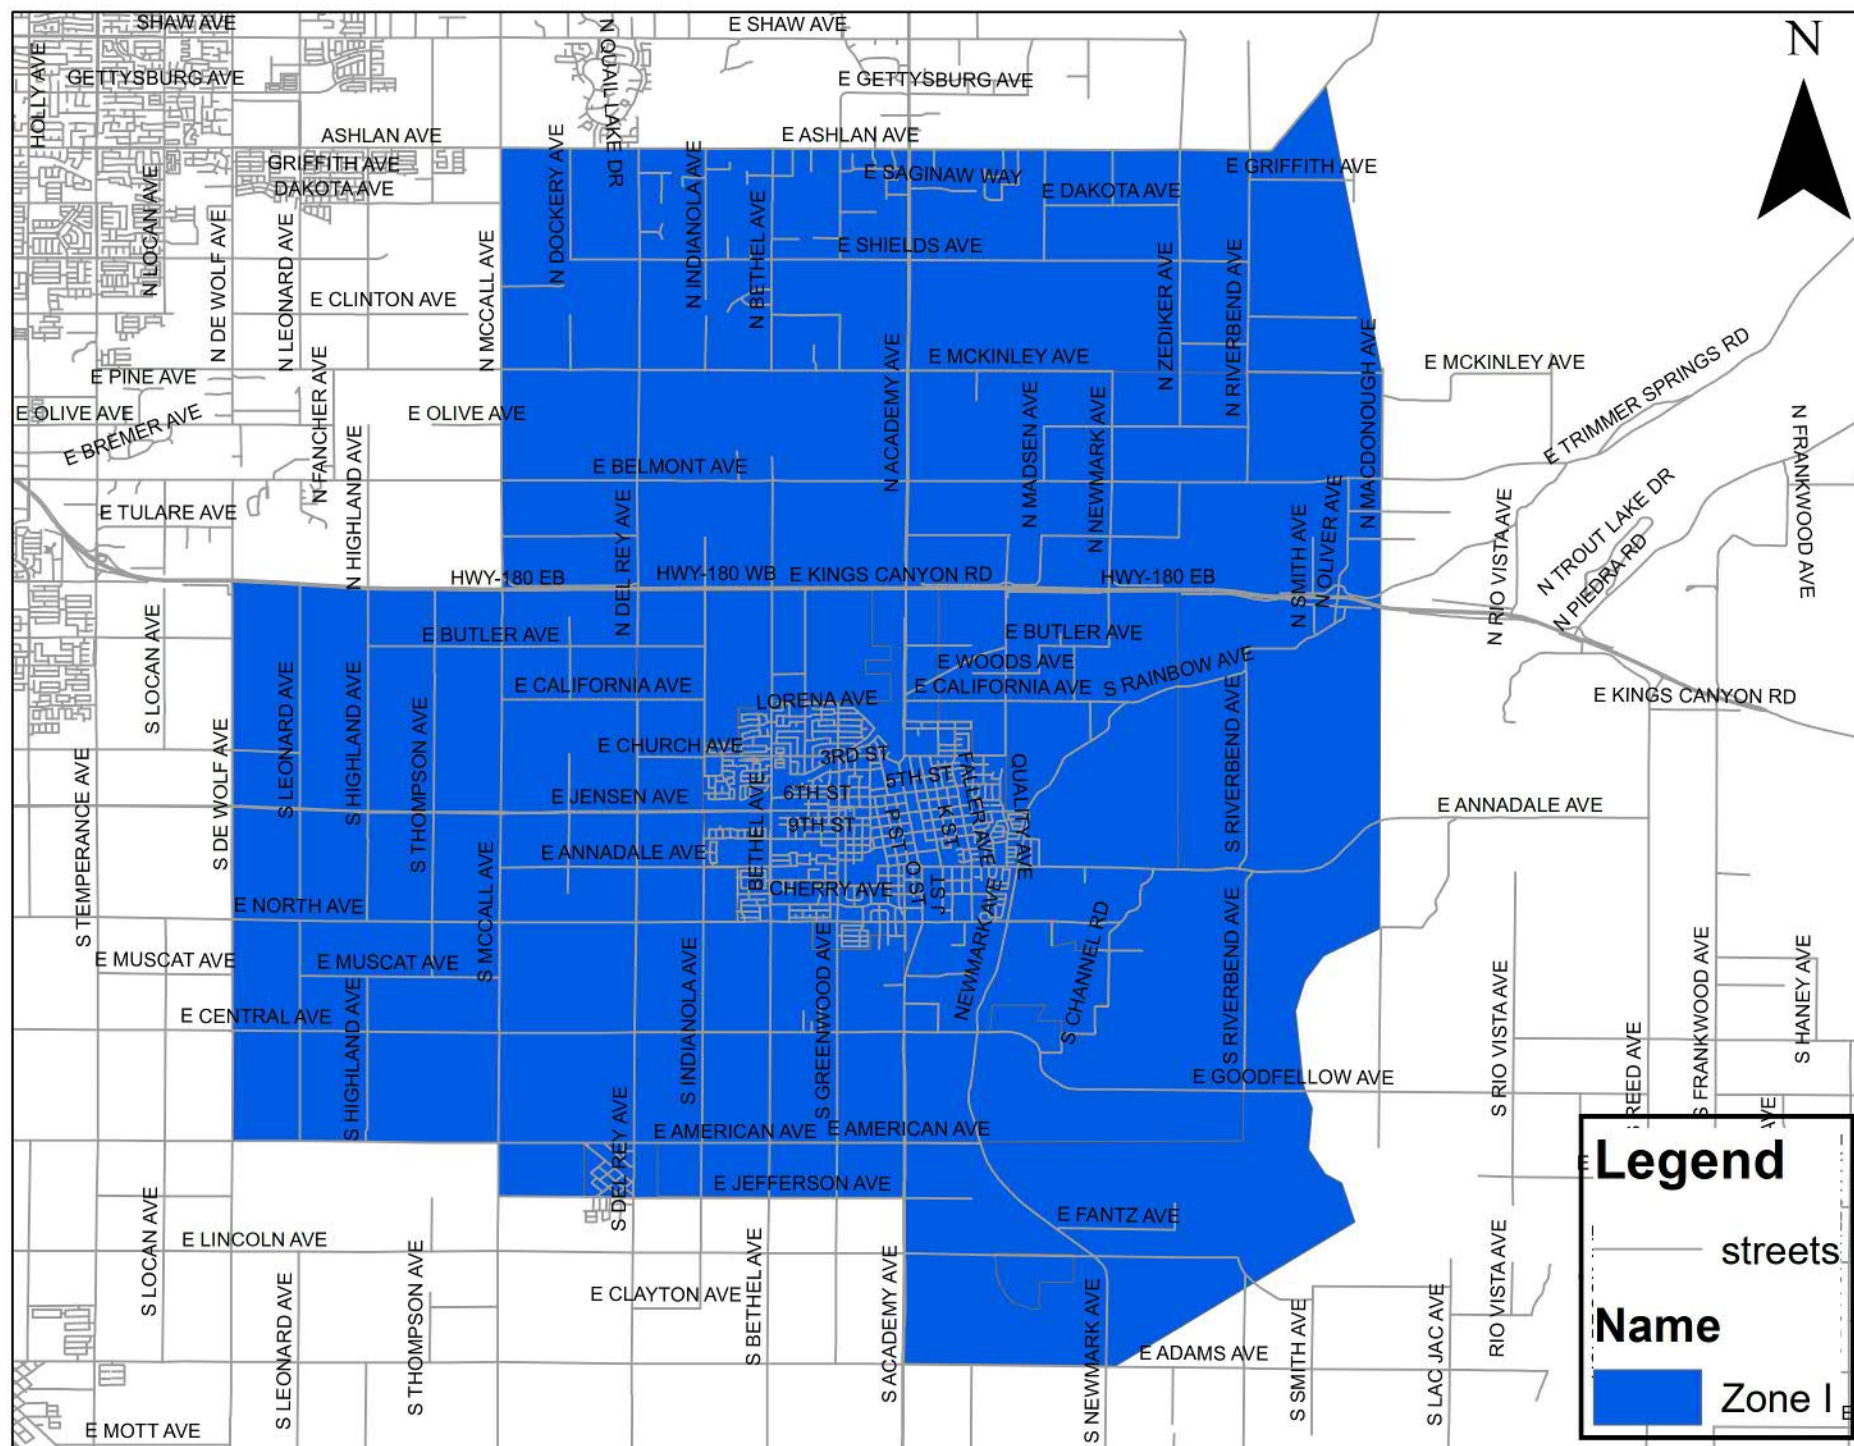 SHAW AVE
E SHAW AVE
N
HOLLY AVE
GETTYSBURG AVE
N QUAIL LAKE DR
E GETTYSBURG AVE
ASHLAN AVE
E ASHLAN AVE
GRIFFITH AVE
DAKOTA AVE
N DOCKERY AVE
N INDIANOLA AVE
E SAGINAW WAY
E DAKOTA AVE
E GRIFFITH AVE
N LOCAN AVE
N DE WOLF AVE
N LEONARD AVE
N MCCALL AVE
N BETHEL AVE
E SHIELDS AVE
N ZEDIKER AVE
N RIVERBEND AVE
E CLINTON AVE
E PINE AVE
N FANCHER AVE
N ACADEMY AVE
E MCKINLEY AVE
N MACDONOUGH AVE
E MCKINLEY AVE
E TRIMMER SPRINGS RD
E OLIVE AVE
E BREMER AVE
E OLIVE AVE
N HIGHLAND AVE
N MADSEN AVE
N NEWMARK AVE
N FRANKWOOD AVE
E BELMONT AVE
E TULARE AVE
N DEL REY AVE
N SMITH AVE
N OLIVER AVE
N RIO VISTA AVE
N TROUT LAKE DR
N PIEDRA RD
HWY-180 EB
HWY-180 WB
E KINGS CANYON RD
HWY-180 EB
S LOCAN AVE
E BUTLER AVE
E BUTLER AVE
E WOODS AVE
S LEONARD AVE
S HIGHLAND AVE
E CALIFORNIA AVE
E CALIFORNIA AVE
S RAINBOW AVE
LORENA AVE
E KINGS CANYON RD
S DE WOLF AVE
S THOMPSON AVE
S TEMPERANCE AVE
E CHURCH AVE
3RD ST
5TH ST
FALLER AVE
QUALITY AVE
S RIVERBEND AVE
E JENSEN AVE
BETHEL AVE
6TH ST
9TH ST
P ST
K ST
E ANNADALE AVE
E ANNADALE AVE
S MCCALL AVE
CHERRY AVE
O ST
E NORTH AVE
NEWMARK AVE
S CHANNEL RD
S RIVERBEND AVE
E MUSCAT AVE
E MUSCAT AVE
S INDIANOLA AVE
S GREENWOOD AVE
S HIGHLAND AVE
E CENTRAL AVE
S RIO VISTA AVE
S FRANKWOOD AVE
S HANEY AVE
REED AVE
E GOODFELLOW AVE
AVE
S DEL REY AVE
E AMERICAN AVE
E AMERICAN AVE
E JEFFERSON AVE
E FANTZ AVE
S LOCAN AVE
E LINCOLN AVE
S LEONARD AVE
S THOMPSON AVE
E CLAYTON AVE
S BETHEL AVE
S ACADEMY AVE
S NEWMARK AVE
E ADAMS AVE
S SMITH AVE
S LAC JAC AVE
RIO VISTA AVE
E MOTT AVE
Legend
streets
Name
Zone I